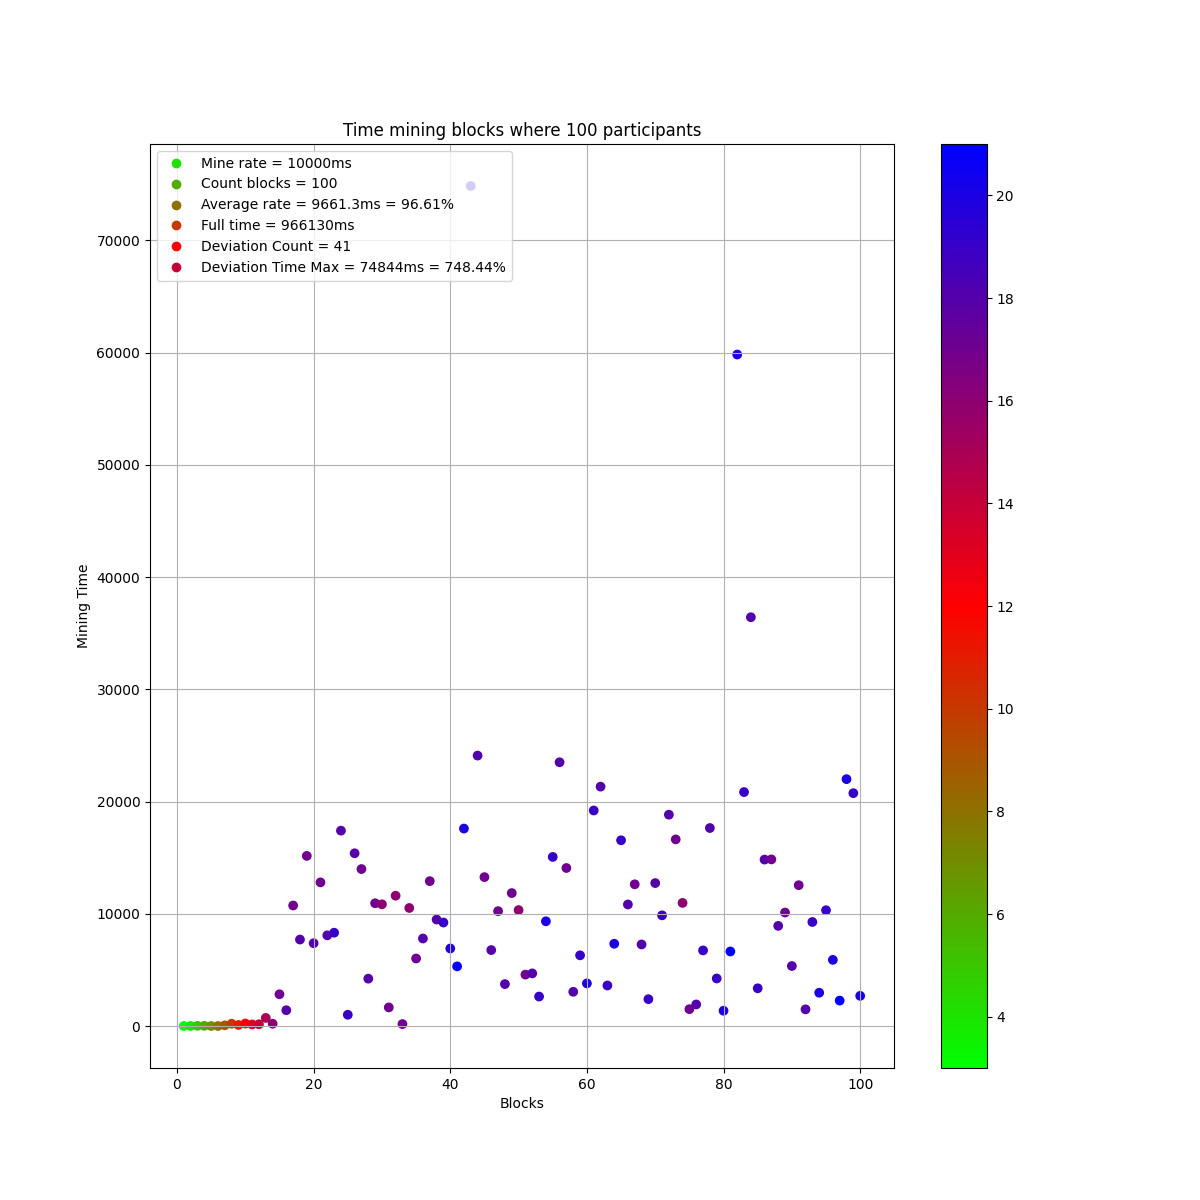 Time mining blocks where 100 participants
Mine rate = 10000ms
Count blocks = 100
Average rate = 9661.3ms = 96.61%
Full time = 966130ms
Deviation Count = 41
Deviation Time Max = 74844ms = 748.44%
Mining Time
70000
60000
50000
40000
30000
20000
10000
0
0 20 40 60 80 100
Blocks
20
18
16
14
12
10
8
6
4